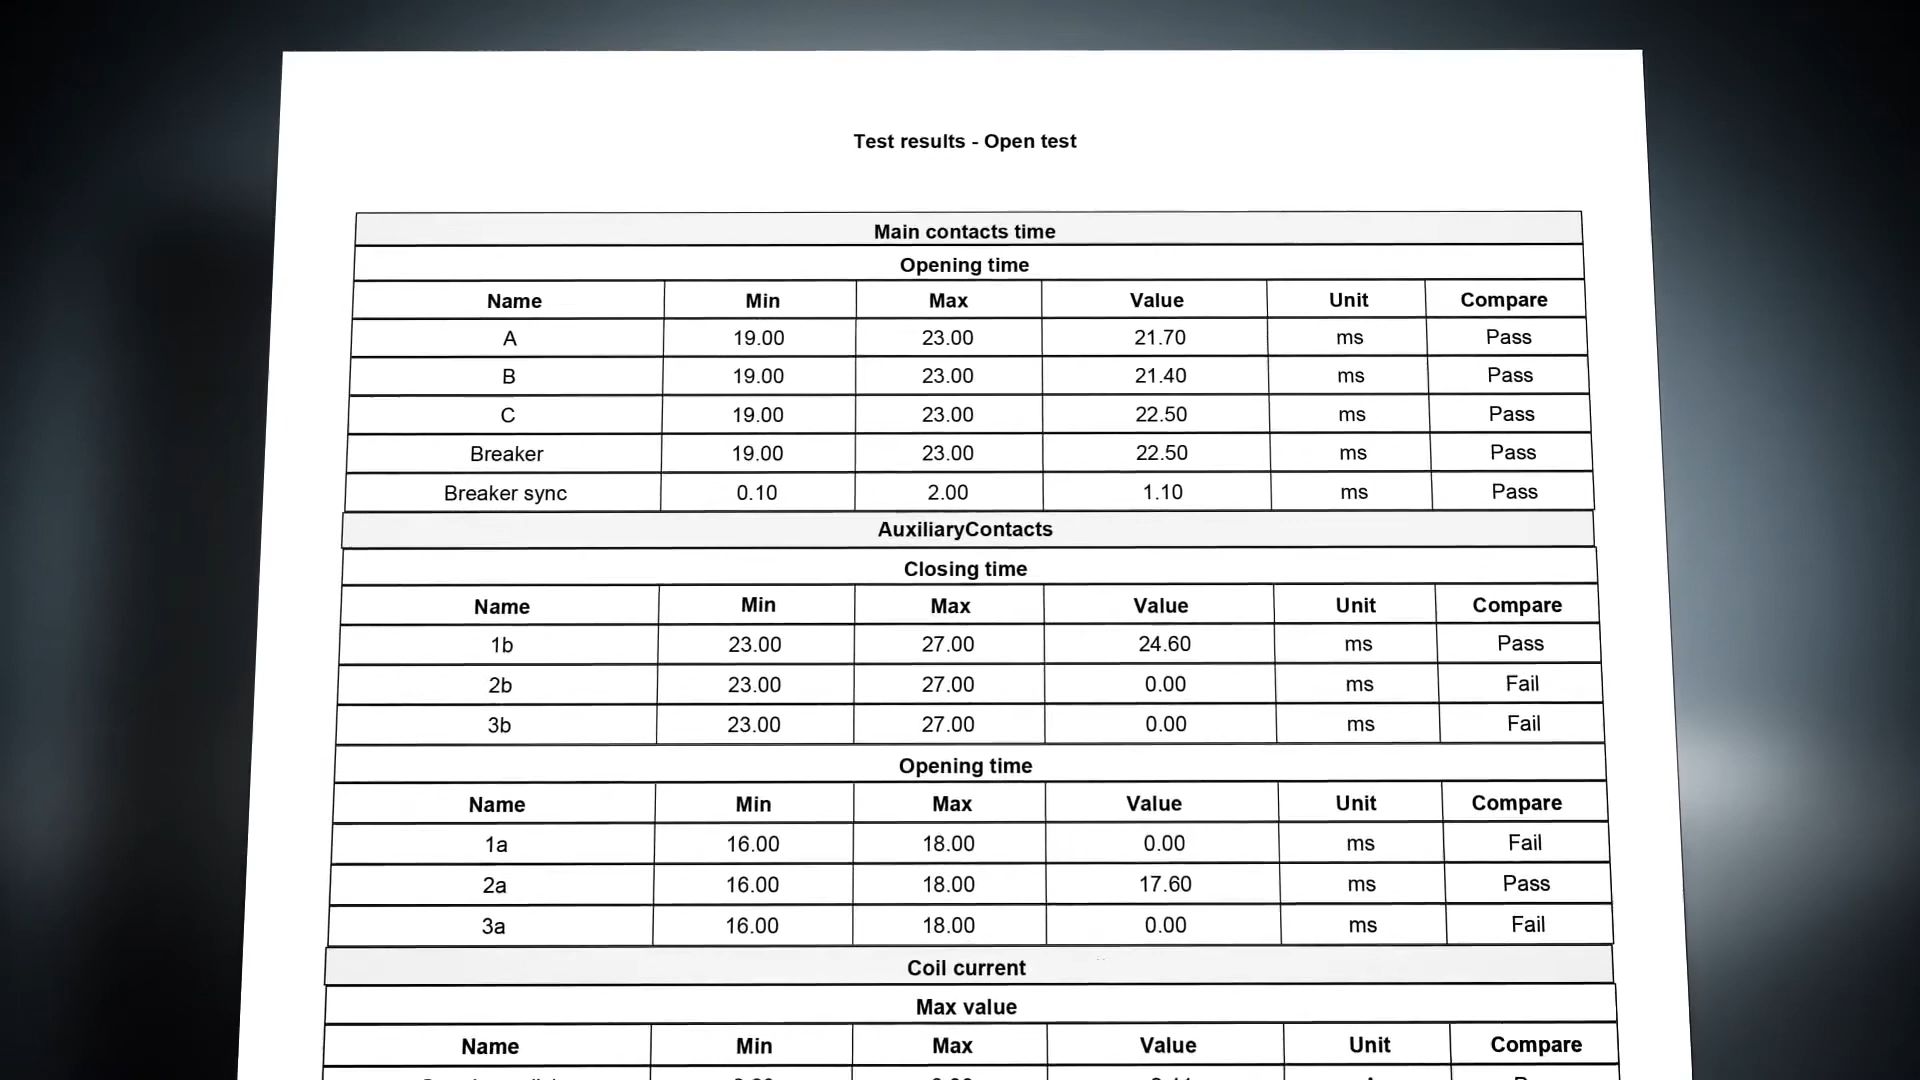 Test results - Open test
Main contacts time
Opening time
Name Min Max Value Unit Compare
A 19.00 23.00 21.70 ms Pass
B 19.00 23.00 21.40 ms Pass
C 19.00 23.00 22.50 ms Pass
Breaker 19.00 23.00 22.50 ms Pass
Breaker sync 0.10 2.00 1.10 ms Pass
AuxiliaryContacts
Closing time
Name Min Max Value Unit Compare
1b 23.00 27.00 24.60 ms Pass
2b 23.00 27.00 0.00 ms Fail
3b 23.00 27.00 0.00 ms Fail
Opening time
Name Min Max Value Unit Compare
1a 16.00 18.00 0.00 ms Fail
2a 16.00 18.00 17.60 ms Pass
3a 16.00 18.00 0.00 ms Fail
Coil current
Max value
Name Min Max Value Unit Compare